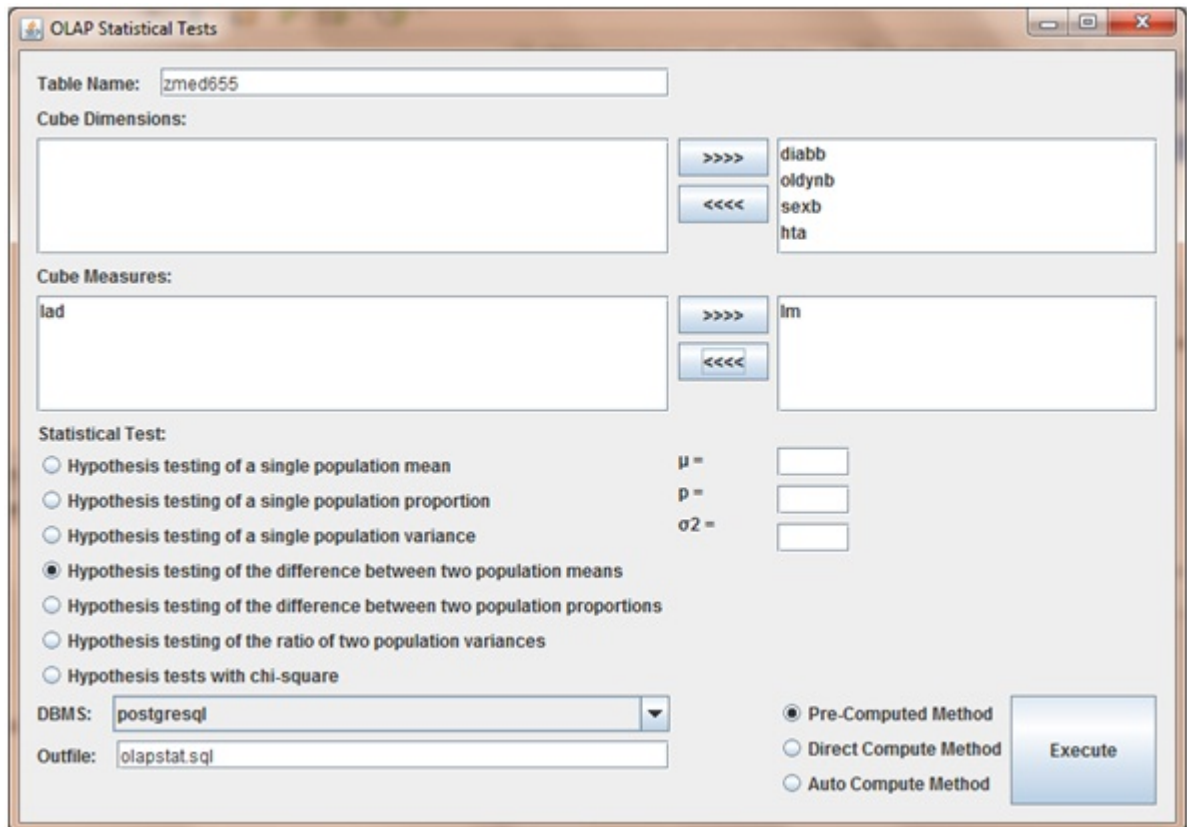 OLAP Statistical Tests
Table Name: zmed655
Cube Dimensions:
>>>> diabb
oldynb
<<<< sexb
hta
Cube Measures:
lad >>>> lm
<<<<
Statistical Test:
Hypothesis testing of a single population mean μ =
Hypothesis testing of a single population proportion p =
Hypothesis testing of a single population variance σ2 =
Hypothesis testing of the difference between two population means
Hypothesis testing of the difference between two population proportions
Hypothesis testing of the ratio of two population variances
Hypothesis tests with chi-square
DBMS: postgresql Pre-Computed Method
Outfile: olapstat.sql Direct Compute Method Execute
Auto Compute Method